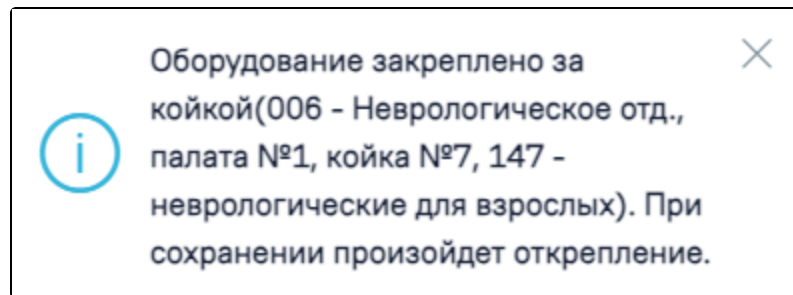 Оборудование закреплено за
койкой(006 - Неврологическое отд.,
палата №1, койка №7, 147 -
неврологические для взрослых). При
сохранении произойдет открепление.